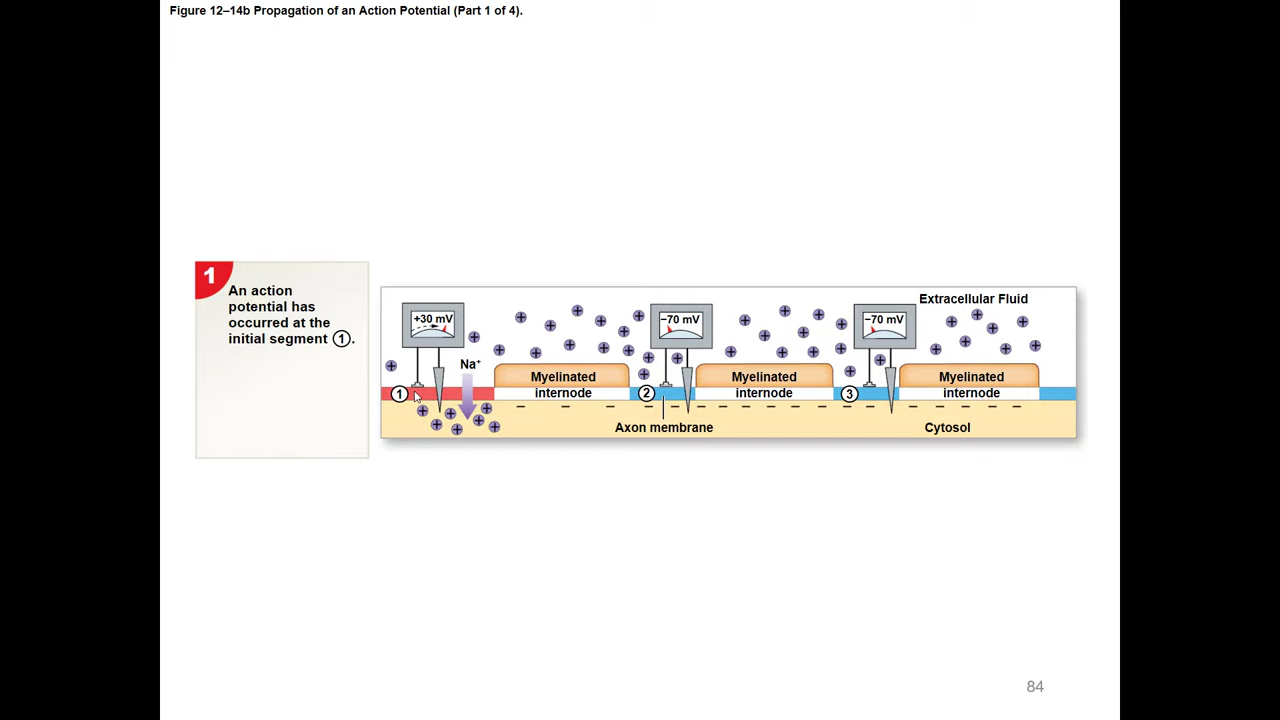 Figure 12–14b Propagation of an Action Potential (Part 1 of 4).
1
An action
potential has
occurred at the
initial segment 1.
Extracellular Fluid
+30 mV
−70 mV
−70 mV
Na⁺
Myelinated
internode
Myelinated
internode
Myelinated
internode
1
2
3
Axon membrane
Cytosol
84